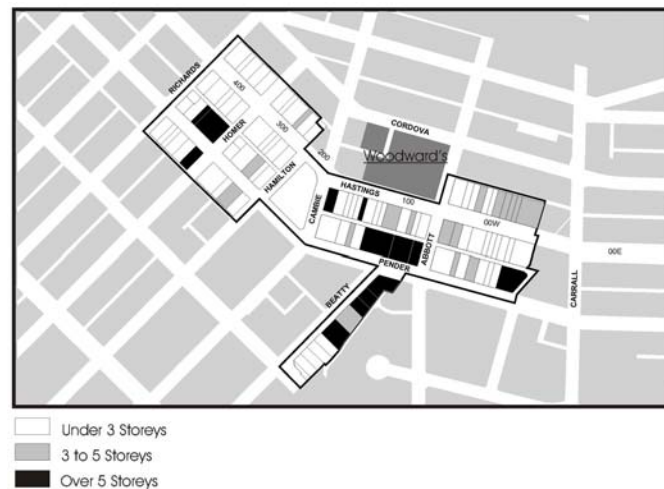 RICHARDS
400
HOMER
300
CORDOVA
200
Woodward's
HAMILTON
HASTINGS
100
CAMBIE
00W
ABBOTT
00E
PENDER
BEATTY
CARRALL
Under 3 Storeys
3 to 5 Storeys
Over 5 Storeys